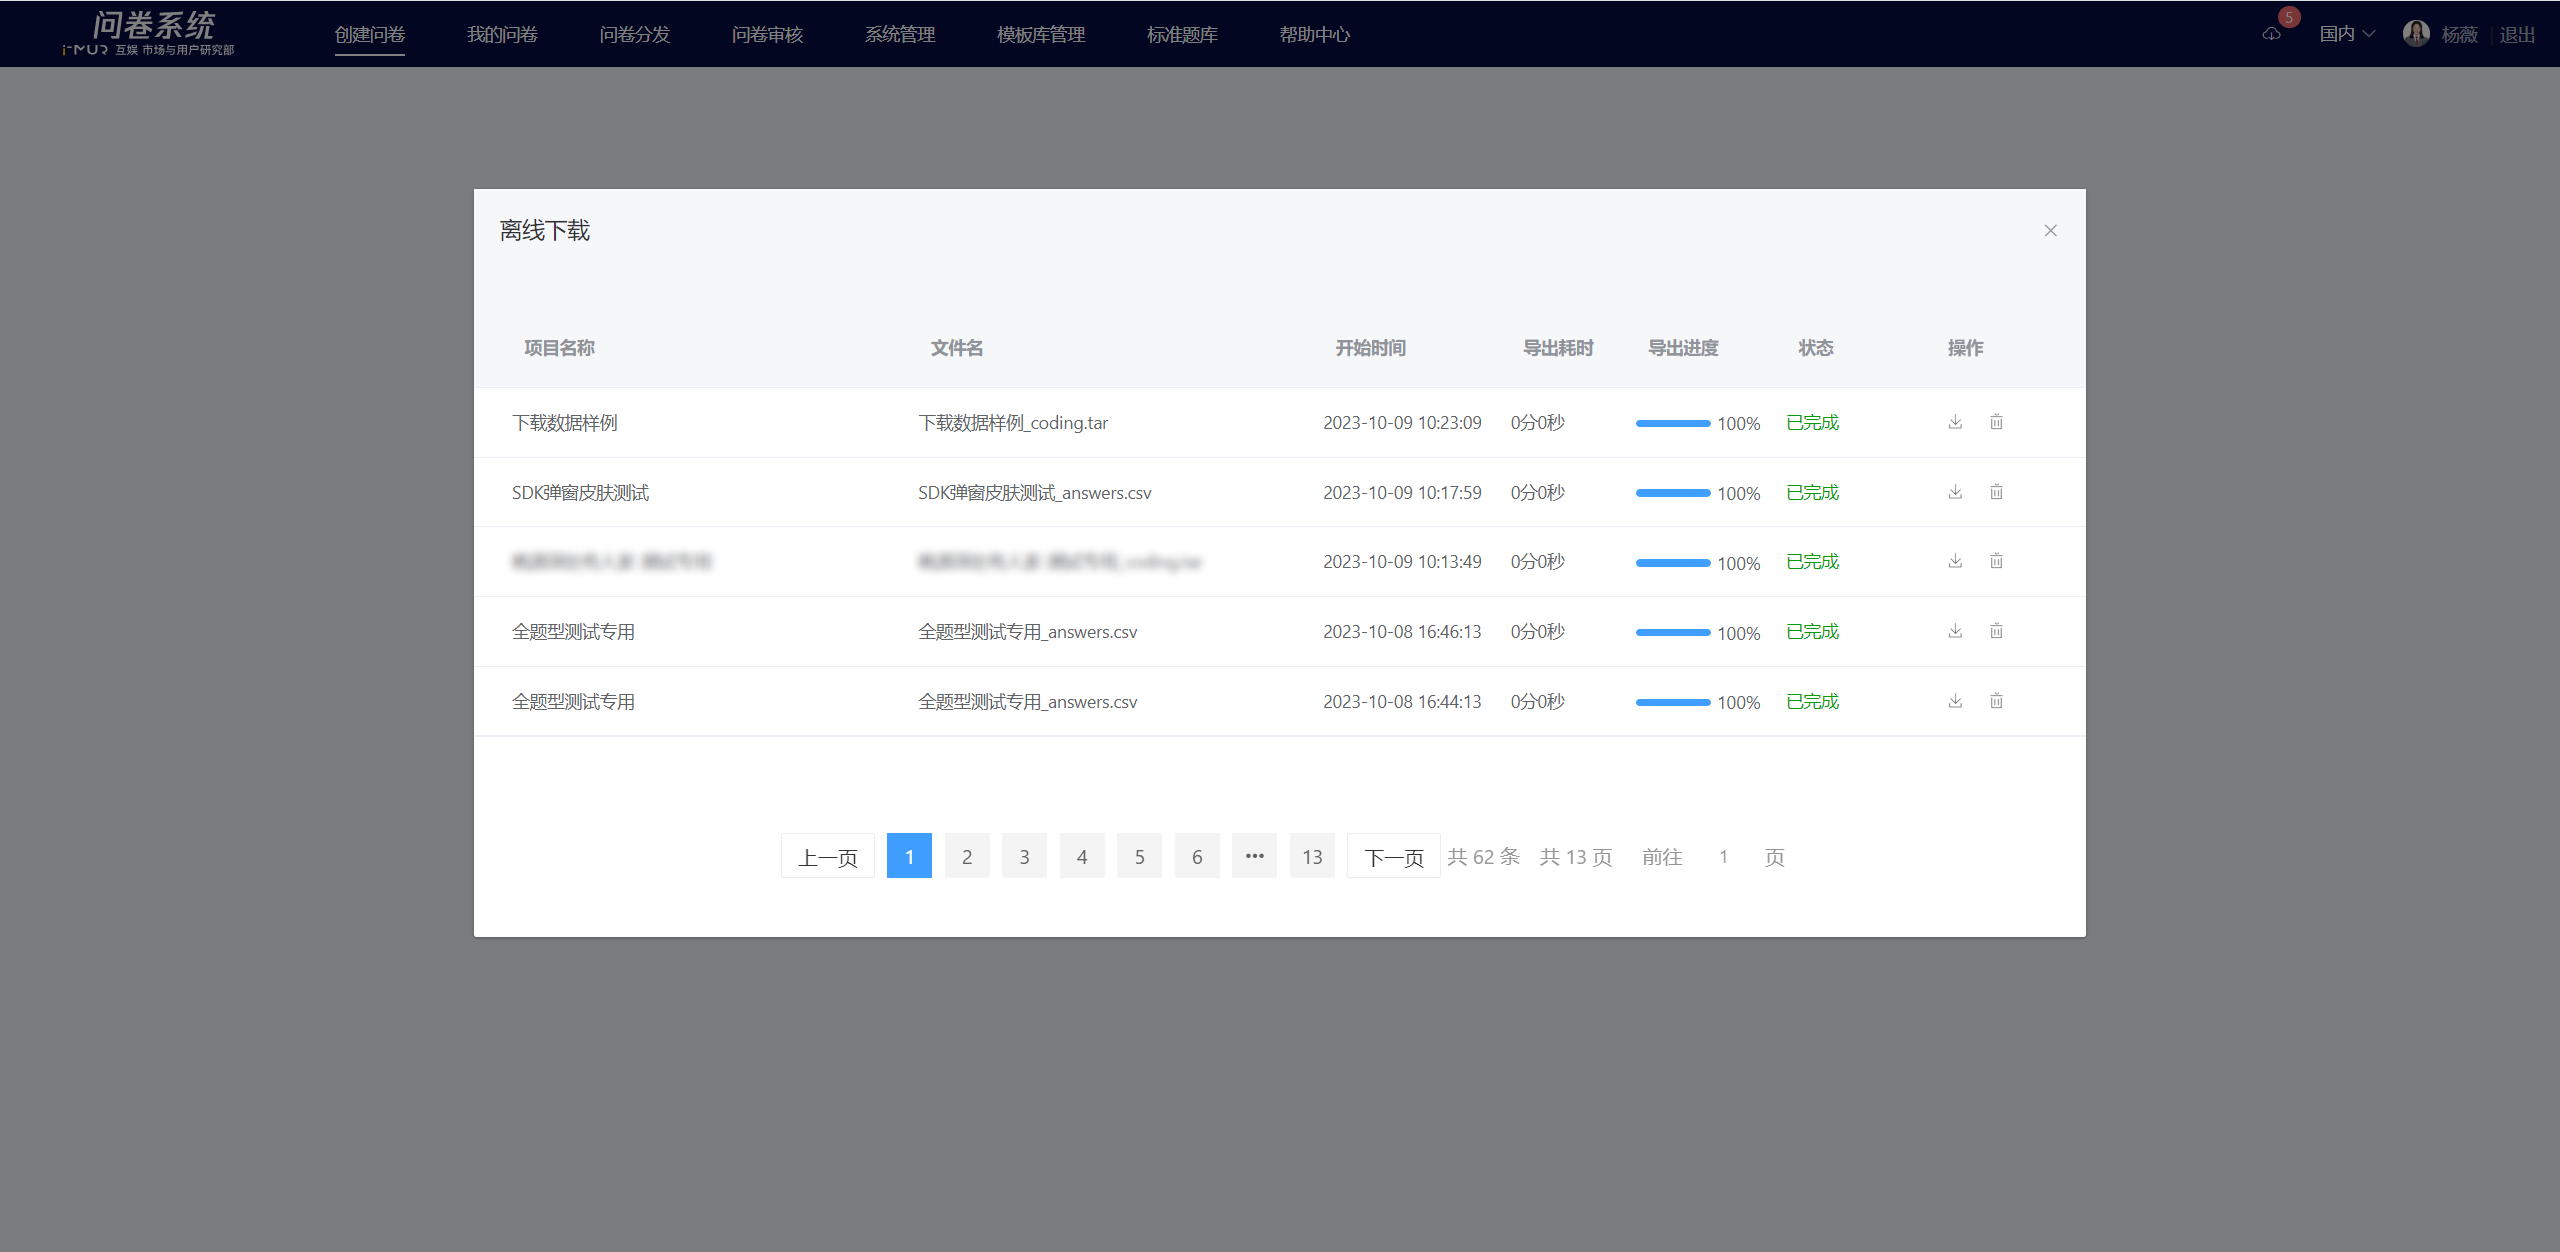 问卷系统
i-MUR 互娱 市场与用户研究部
创建问卷 我的问卷 问卷分发 问卷审核 系统管理 模板库管理 标准题库 帮助中心 5 国内 杨薇 退出
离线下载
项目名称 文件名 开始时间 导出耗时 导出进度 状态 操作
下载数据样例 下载数据样例_coding.tar 2023-10-09 10:23:09 0分0秒 100% 已完成
SDK弹窗皮肤测试 SDK弹窗皮肤测试_answers.csv 2023-10-09 10:17:59 0分0秒 100% 已完成
2023-10-09 10:13:49 0分0秒 100% 已完成
全题型测试专用 全题型测试专用_answers.csv 2023-10-08 16:46:13 0分0秒 100% 已完成
全题型测试专用 全题型测试专用_answers.csv 2023-10-08 16:44:13 0分0秒 100% 已完成
上一页 1 2 3 4 5 6 ••• 13 下一页 共 62 条 共 13 页 前往 1 页